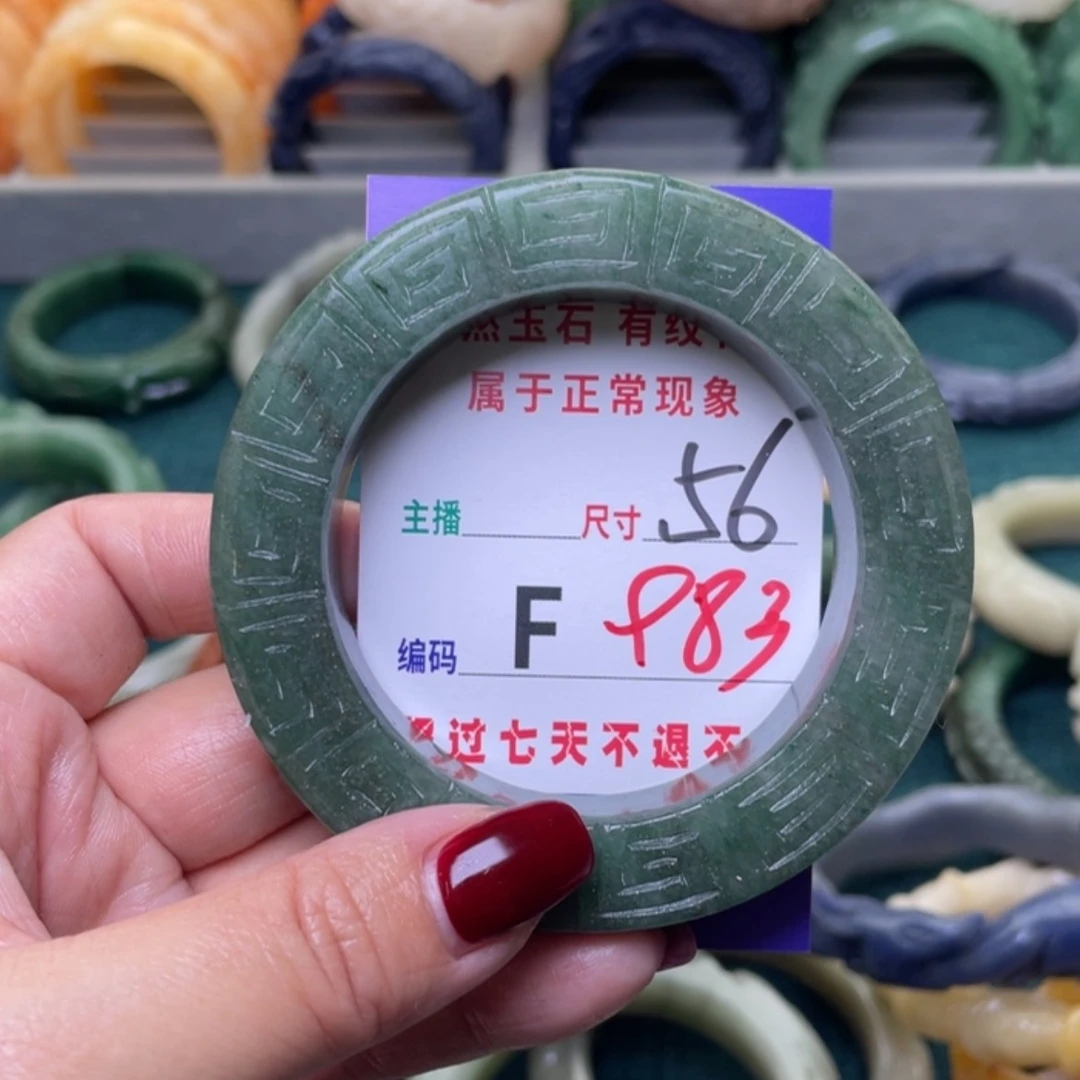 然玉石 有纹
属于正常现象
主播 尺寸 56
编码 F 983
过七天不退不